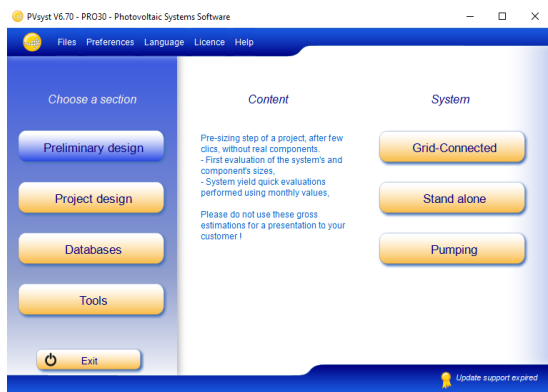 PVsyst V6.70 - PRO30 - Photovoltaic Systems Software
Files Preferences Language Licence Help
Choose a section
Preliminary design
Project design
Databases
Tools
Exit
Content
Pre-sizing step of a project, after few
clics, without real components.
- First evaluation of the system's and
component's sizes,
- System yield quick evaluations
performed using monthly values,
Please do not use these gross
estimations for a presentation to your
customer !
System
Grid-Connected
Stand alone
Pumping
Update support expired